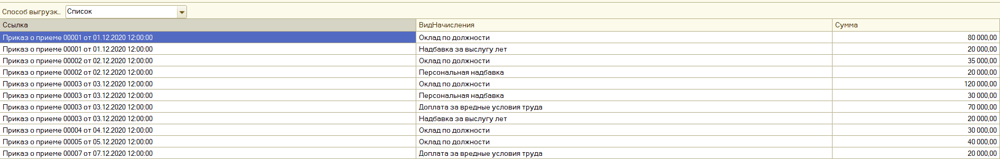 Способ выгрузк... Список
Ссылка ВидНачисления Сумма
Приказ о приеме 00001 от 01.12.2020 12:00:00 Оклад по должности 80 000,00
Приказ о приеме 00001 от 01.12.2020 12:00:00 Надбавка за выслугу лет 20 000,00
Приказ о приеме 00002 от 02.12.2020 12:00:00 Оклад по должности 35 000,00
Приказ о приеме 00002 от 02.12.2020 12:00:00 Персональная надбавка 20 000,00
Приказ о приеме 00003 от 03.12.2020 12:00:00 Оклад по должности 120 000,00
Приказ о приеме 00003 от 03.12.2020 12:00:00 Персональная надбавка 30 000,00
Приказ о приеме 00003 от 03.12.2020 12:00:00 Доплата за вредные условия труда 70 000,00
Приказ о приеме 00003 от 03.12.2020 12:00:00 Надбавка за выслугу лет 20 000,00
Приказ о приеме 00004 от 04.12.2020 12:00:00 Оклад по должности 30 000,00
Приказ о приеме 00005 от 05.12.2020 12:00:00 Оклад по должности 40 000,00
Приказ о приеме 00007 от 07.12.2020 12:00:00 Доплата за вредные условия труда 20 000,00